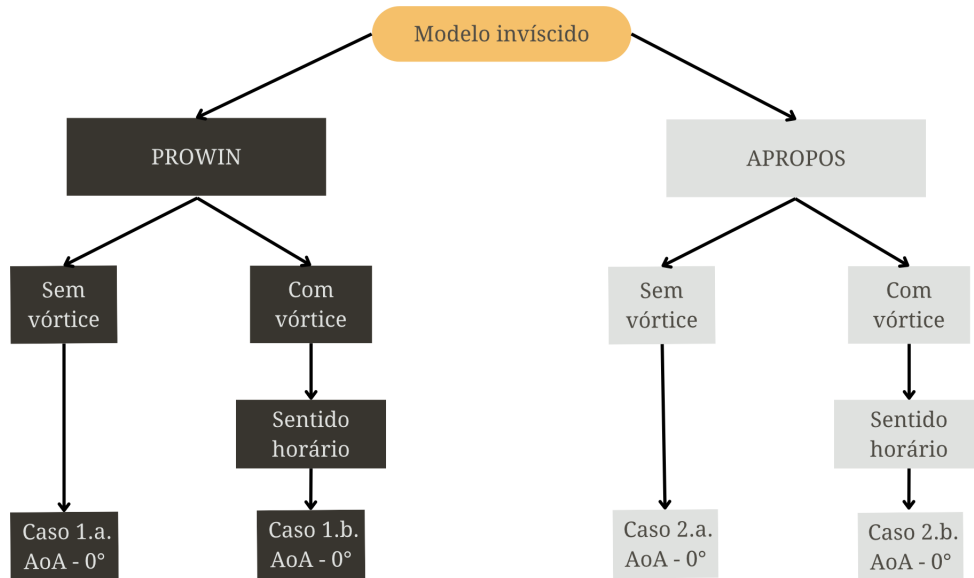 Modelo invíscido
PROWIN
APROPOS
Sem
vórtice
Com
vórtice
Sem
vórtice
Com
vórtice
Sentido
horário
Sentido
horário
Caso 1.a.
AoA - 0°
Caso 1.b.
AoA - 0°
Caso 2.a.
AoA - 0°
Caso 2.b.
AoA - 0°